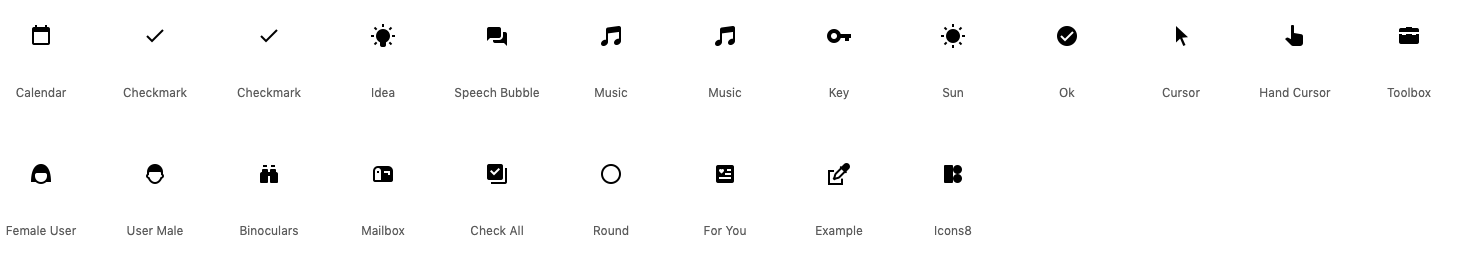 Calendar Checkmark Checkmark Idea Speech Bubble Music Music Key Sun Ok Cursor Hand Cursor Toolbox
Female User User Male Binoculars Mailbox Check All Round For You Example Icons8